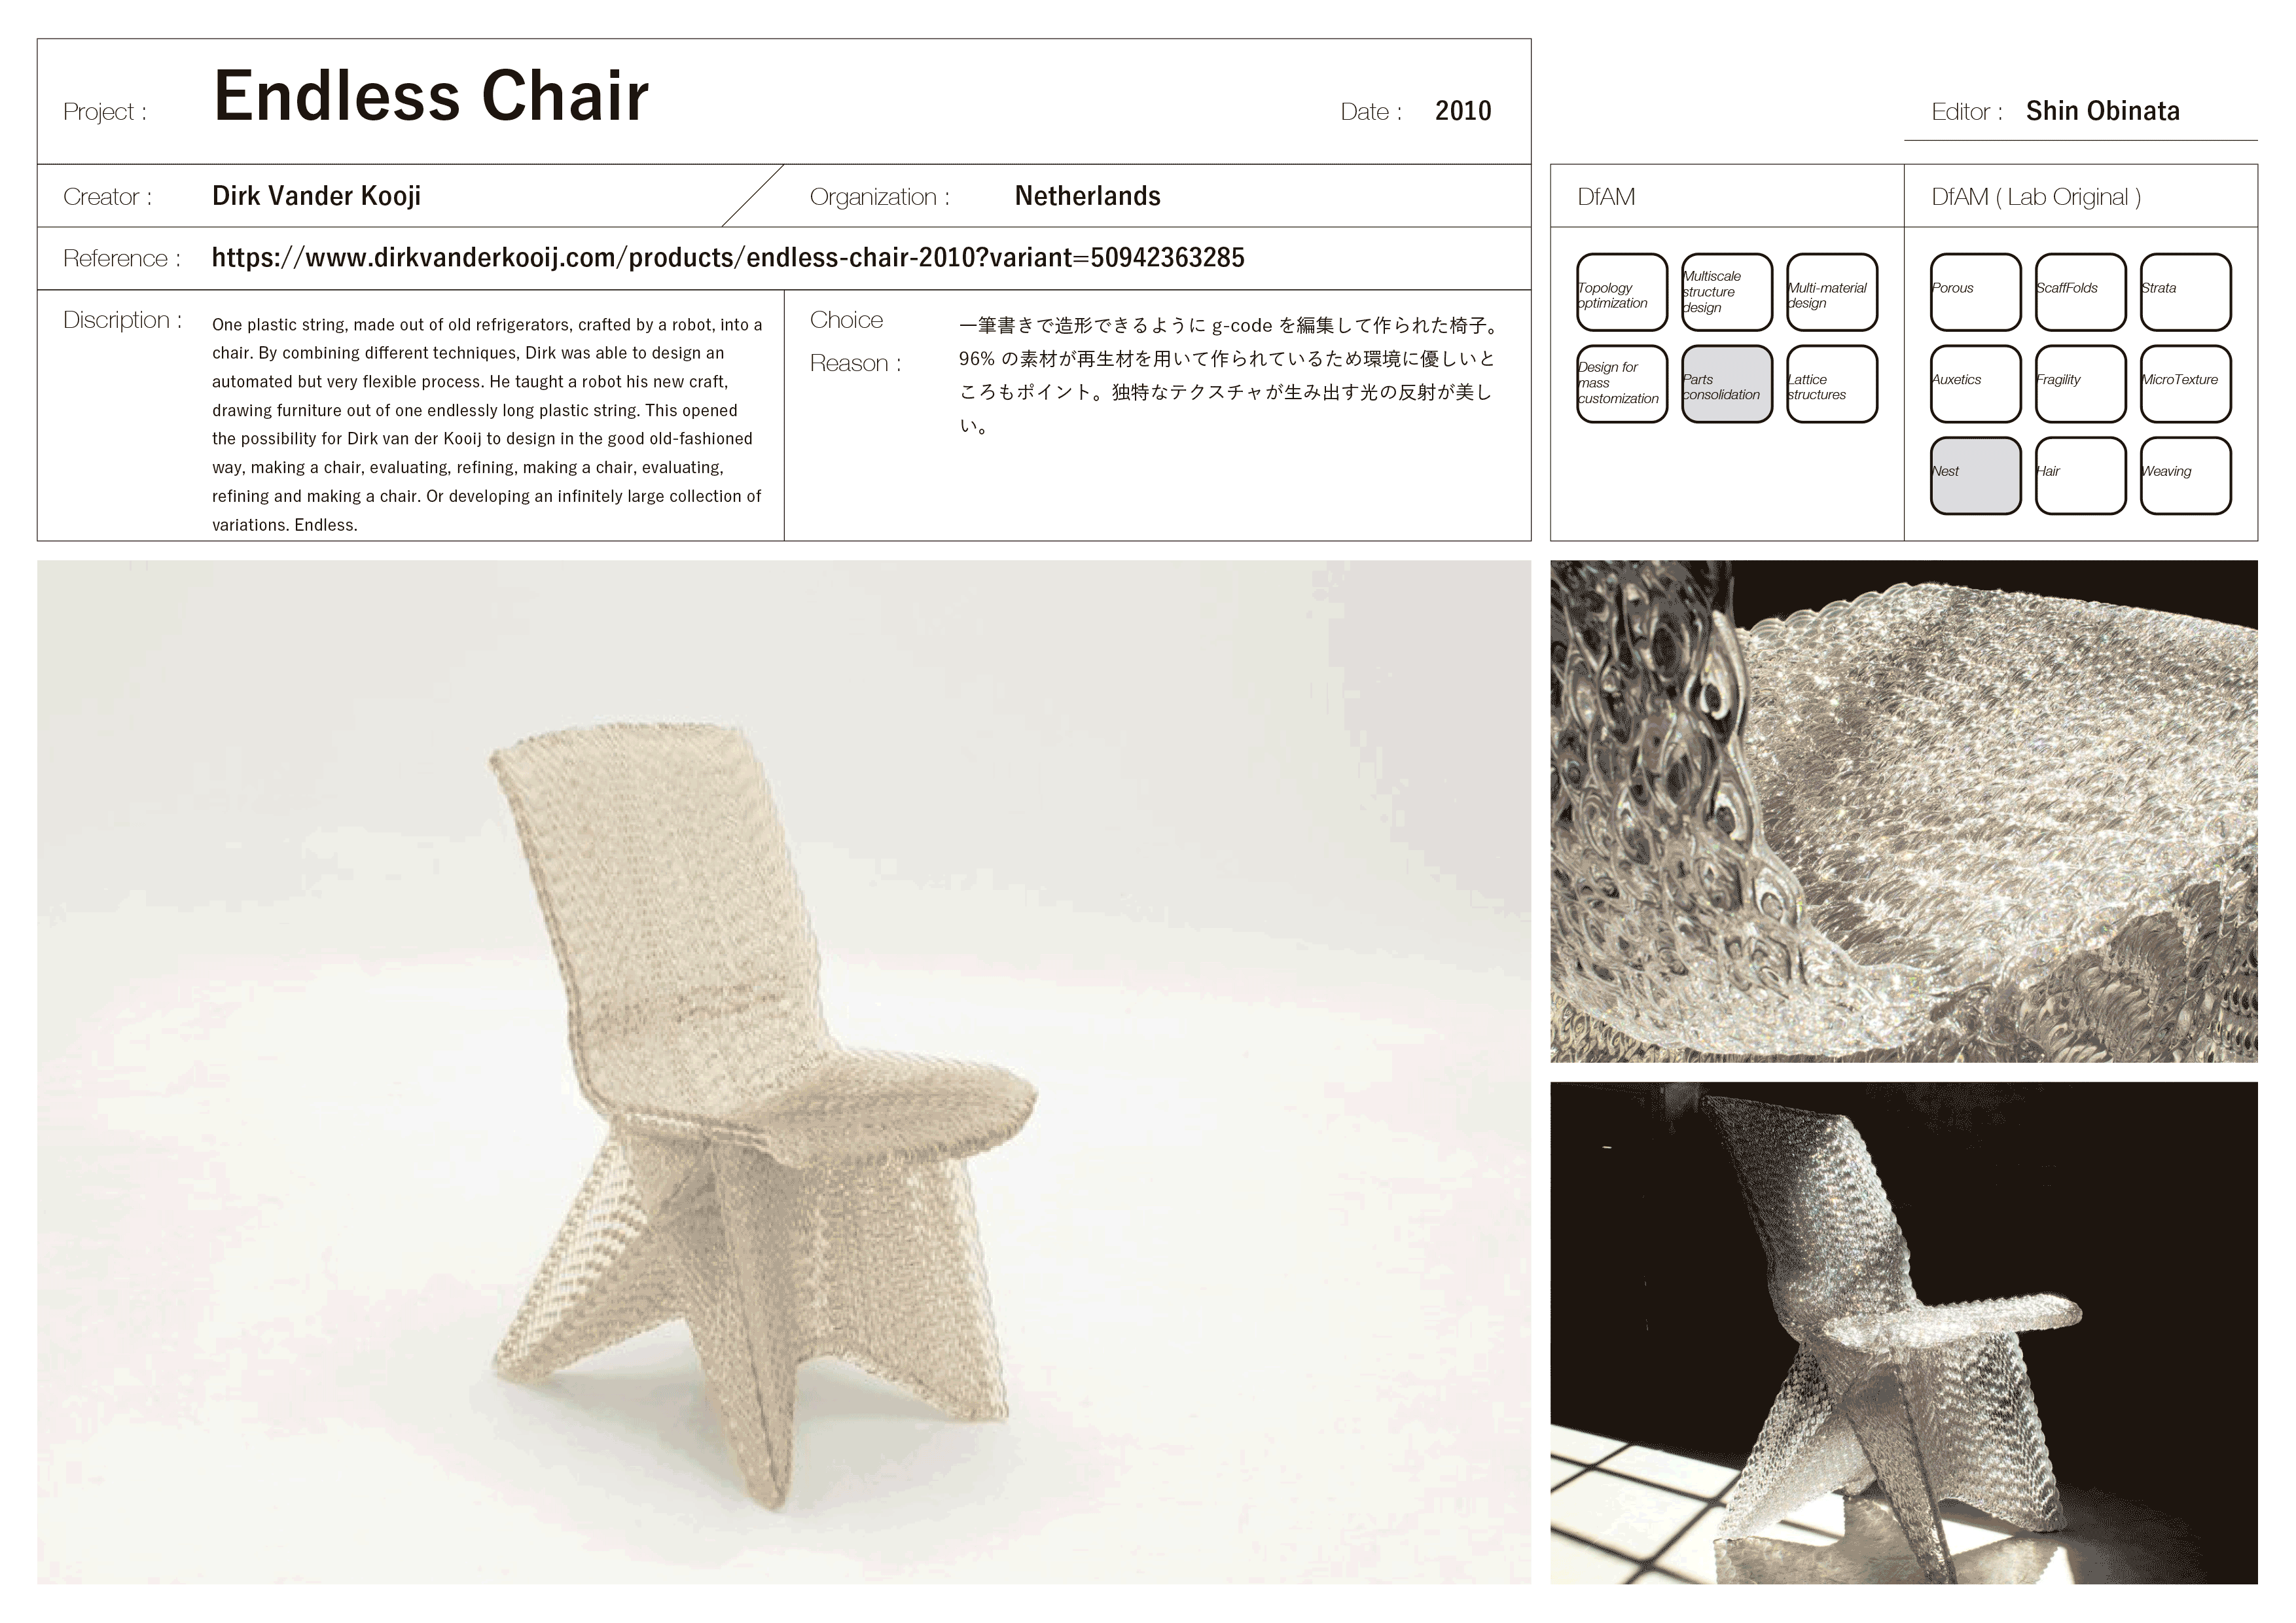 Project :
Endless Chair
Date :
2010
Editor :
Shin Obinata
Creator :
Dirk Vander Kooji
Organization :
Netherlands
Reference :
https://www.dirkvanderkooij.com/products/endless-chair-2010?variant=50942363285
Discription :
One plastic string, made out of old refrigerators, crafted by a robot, into a
chair. By combining different techniques, Dirk was able to design an
automated but very flexible process. He taught a robot his new craft,
drawing furniture out of one endlessly long plastic string. This opened
the possibility for Dirk van der Kooij to design in the good old-fashioned
way, making a chair, evaluating, refining, making a chair, evaluating,
refining and making a chair. Or developing an infinitely large collection of
variations. Endless.
Choice
Reason :
一筆書きで造形できるように g-code を編集して作られた椅子。
96% の素材が再生材を用いて作られているため環境に優しいと
ころもポイント。独特なテクスチャが生み出す光の反射が美し
い。
DfAM
Topology
optimization
Multiscale
structure
design
Multi-material
design
Design for
mass
customization
Parts
consolidation
Lattice
structures
DfAM ( Lab Original )
Porous
ScaffFolds
Strata
Auxetics
Fragility
MicroTexture
Nest
Hair
Weaving